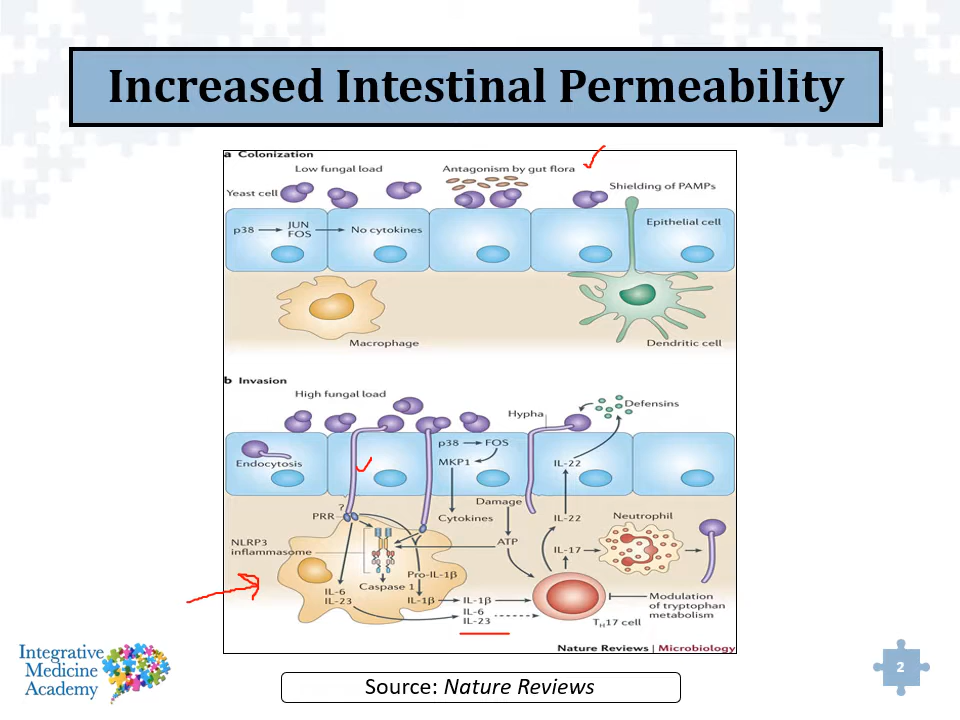 Increased Intestinal Permeability
a Colonization
Low fungal load
Antagonism by gut flora
Shielding of PAMPs
Yeast cell
Epithelial cell
p38
JUN
FOS
No cytokines
Macrophage
Dendritic cell
b Invasion
High fungal load
Hypha
Defensins
p38
FOS
Endocytosis
MKP1
IL-22
Damage
?
PRR
Cytokines
IL-22
Neutrophil
NLRP3
inflammasome
ATP
IL-17
Pro-IL-1β
Caspase 1
IL-6
IL-23
IL-1β
IL-1β
IL-6
IL-23
TH17 cell
Modulation
of tryptophan
metabolism
Nature Reviews | Microbiology
Integrative
Medicine
Academy
Source: Nature Reviews
2